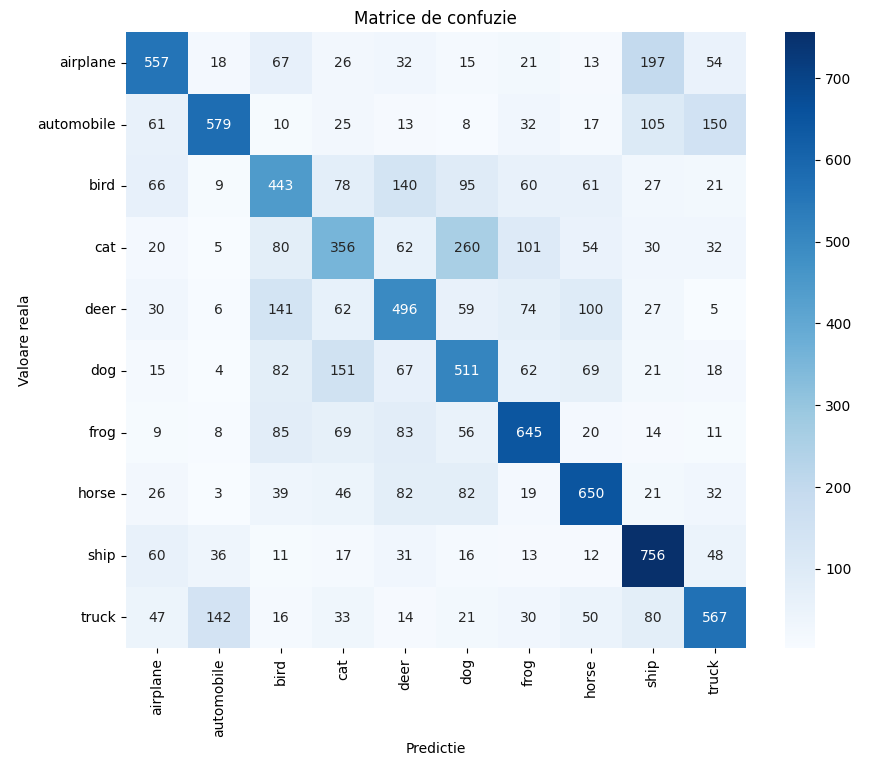 Matrice de confuzie
airplane 557 18 67 26 32 15 21 13 197 54
automobile 61 579 10 25 13 8 32 17 105 150
bird 66 9 443 78 140 95 60 61 27 21
cat 20 5 80 356 62 260 101 54 30 32
deer 30 6 141 62 496 59 74 100 27 5
dog 15 4 82 151 67 511 62 69 21 18
frog 9 8 85 69 83 56 645 20 14 11
horse 26 3 39 46 82 82 19 650 21 32
ship 60 36 11 17 31 16 13 12 756 48
truck 47 142 16 33 14 21 30 50 80 567
airplane automobile bird cat deer dog frog horse ship truck
Predictie
Valoare reala
700
600
500
400
300
200
100